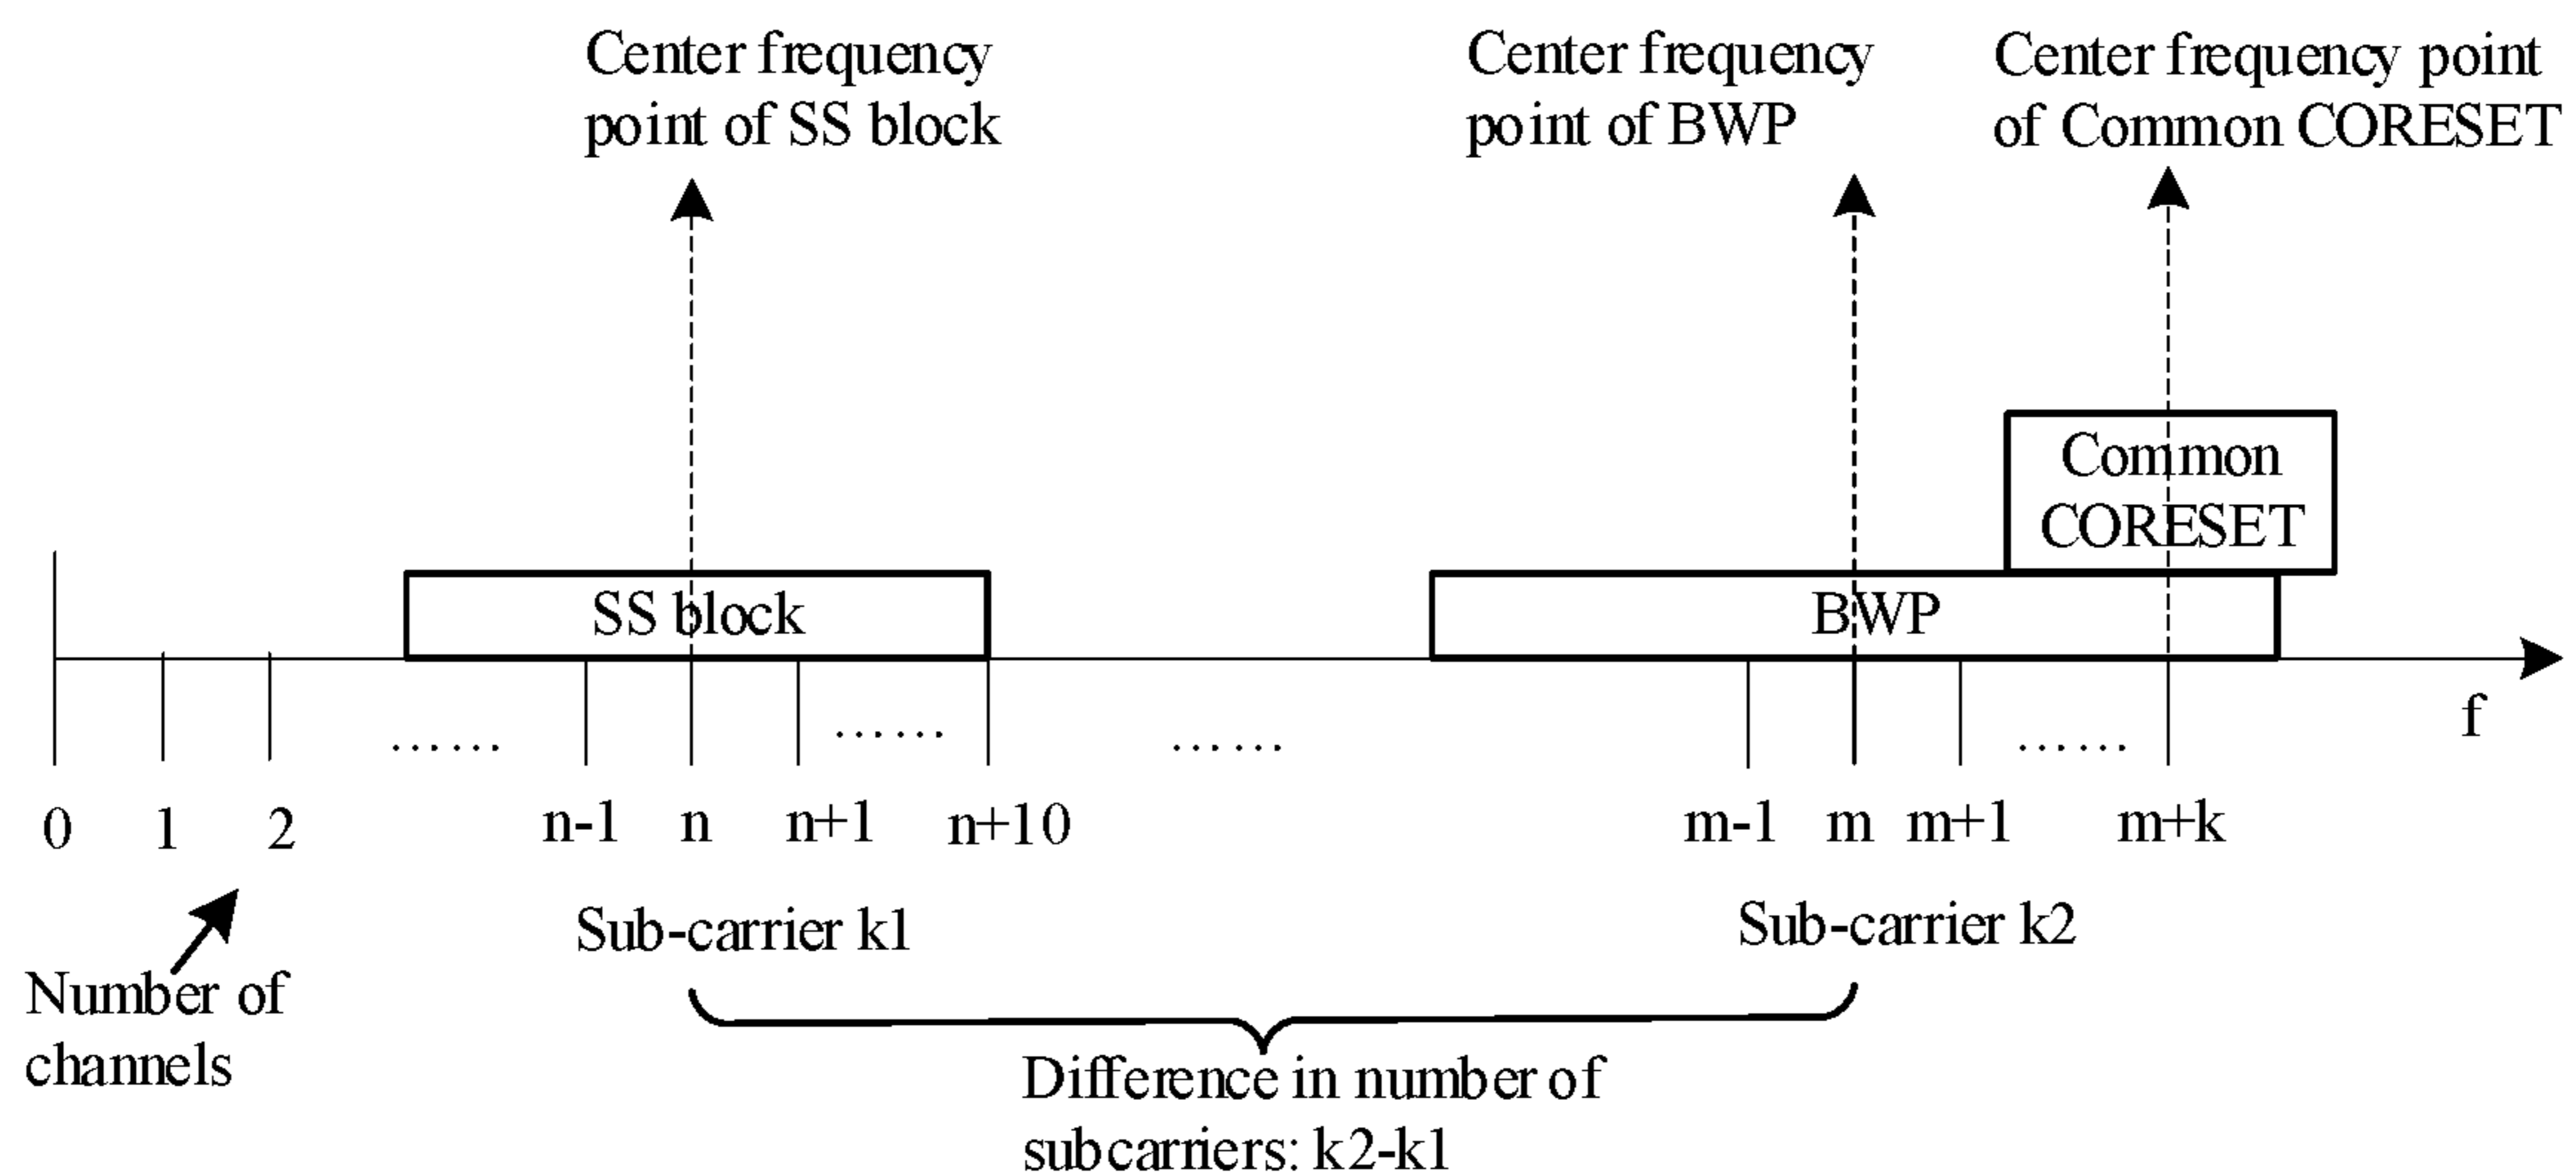 Center frequency
point of SS block
Center frequency
point of BWP
Center frequency point
of Common CORESET
Common
CORESET
SS block
BWP
f
...... ...... ...... ......
0 1 2 n-1 n n+1 n+10 m-1 m m+1 m+k
Sub-carrier k1
Sub-carrier k2
Number of
channels
Difference in number of
subcarriers: k2-k1